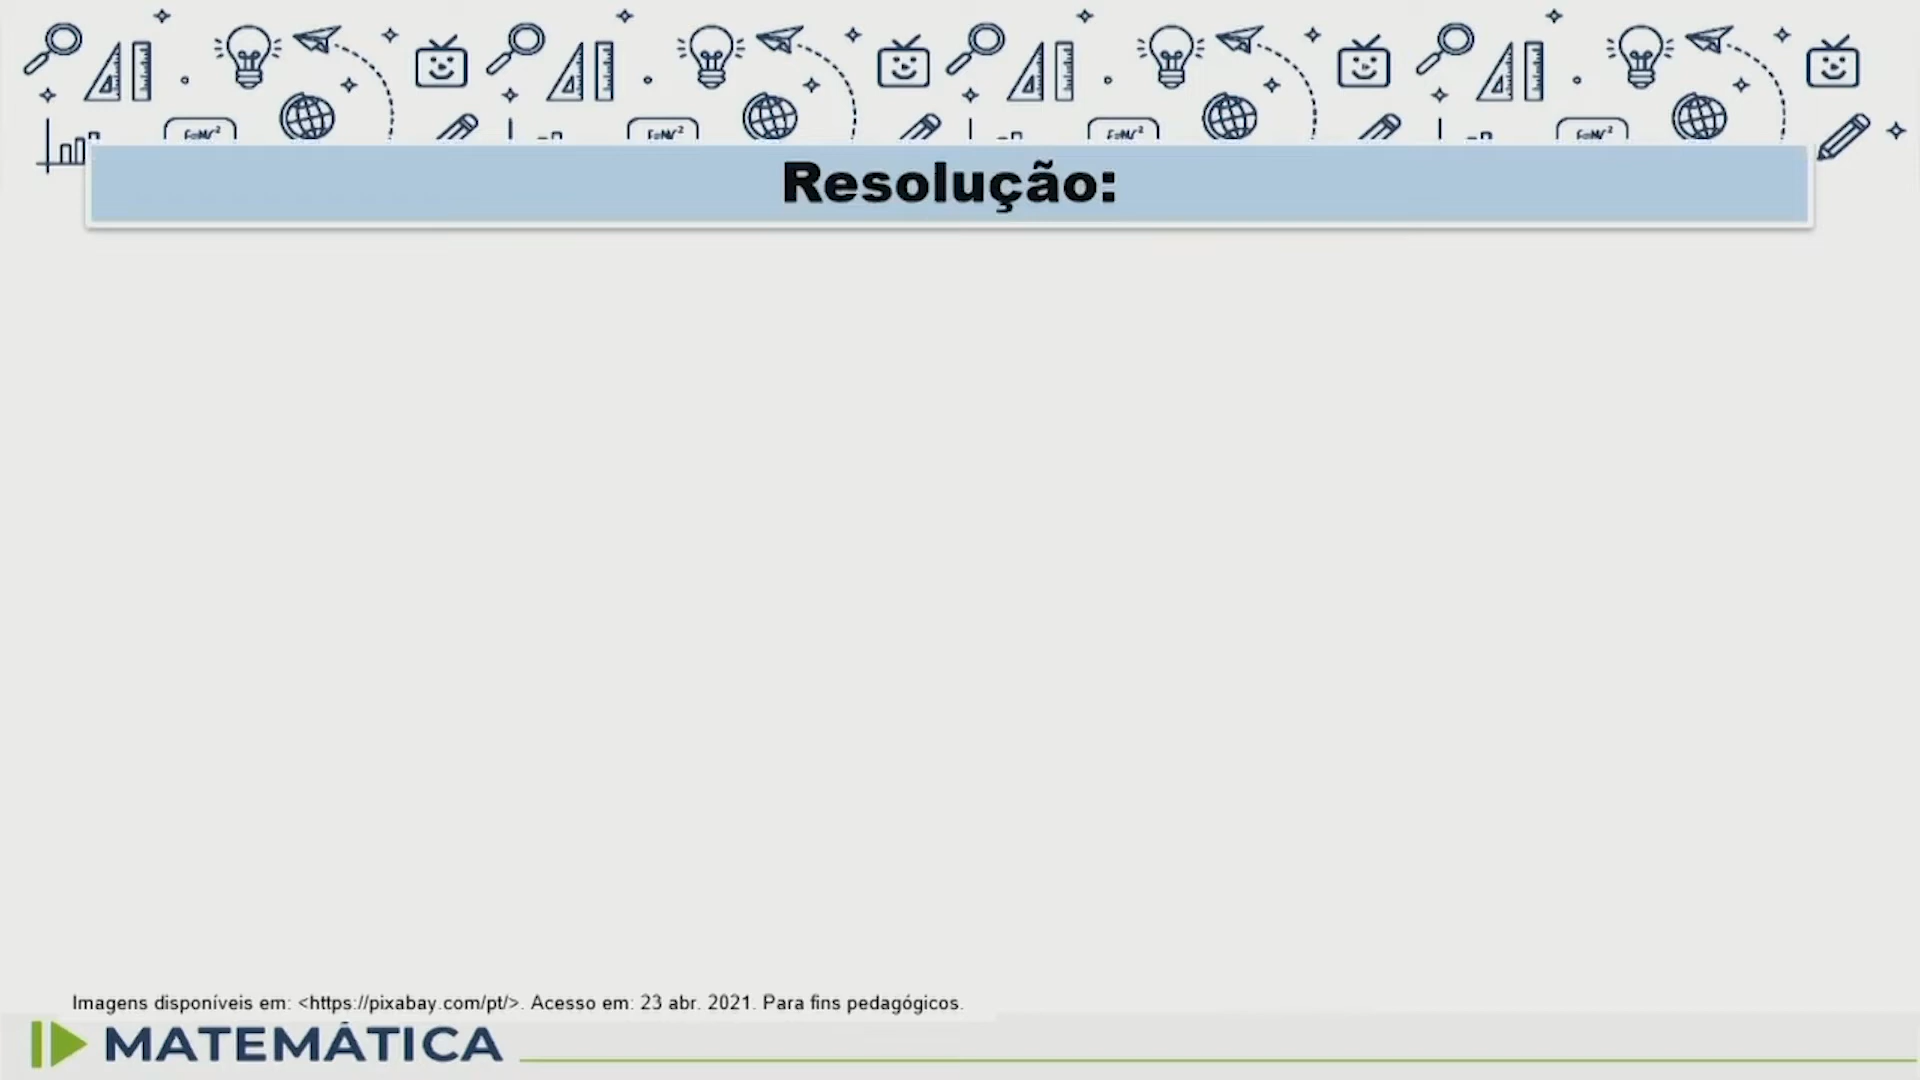 Resolução:
Imagens disponíveis em: <https://pixabay.com/pt/>. Acesso em: 23 abr. 2021. Para fins pedagógicos.
MATEMÁTICA